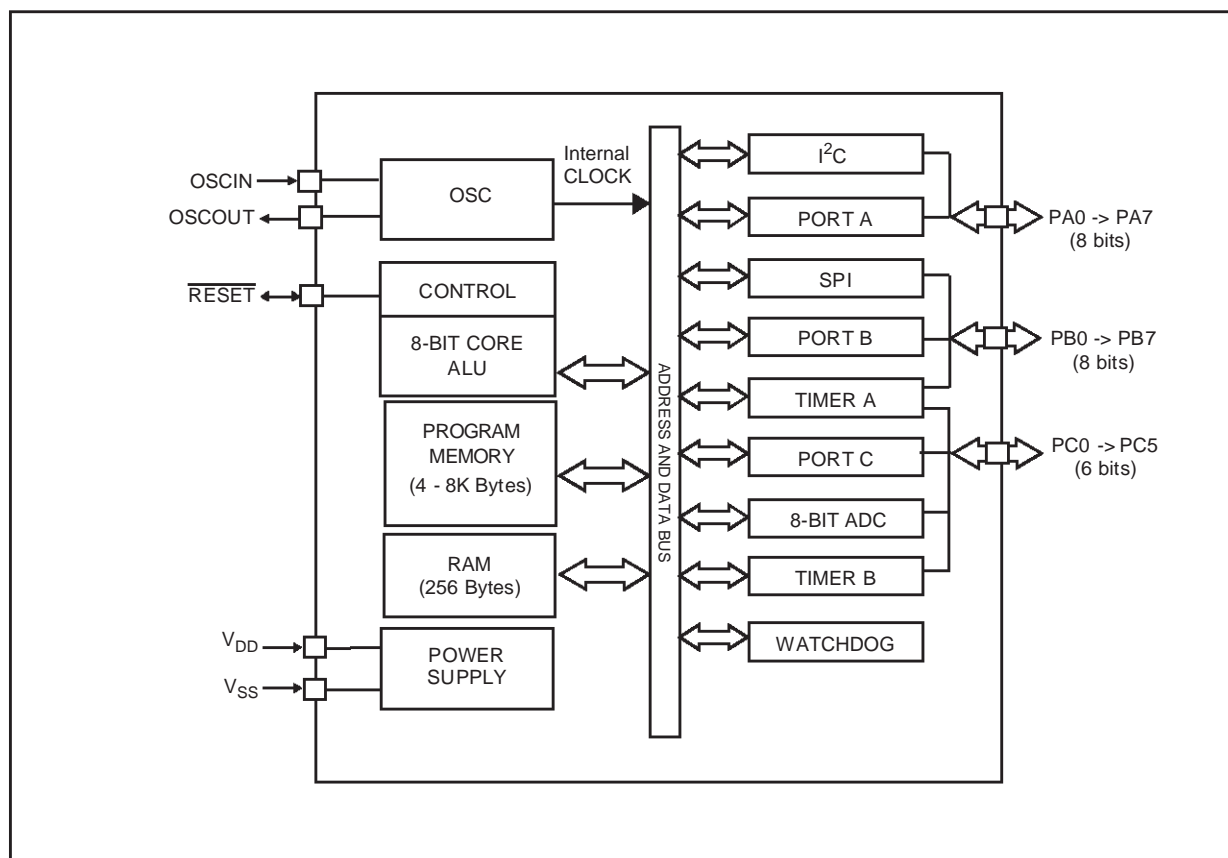 OSCIN
OSCOUT
RESET
V_DD
V_SS
OSC
Internal
CLOCK
CONTROL
8-BIT CORE
ALU
PROGRAM
MEMORY
(4 - 8K Bytes)
RAM
(256 Bytes)
POWER
SUPPLY
ADDRESS AND DATA BUS
I²C
PORT A
SPI
PORT B
TIMER A
PORT C
8-BIT ADC
TIMER B
WATCHDOG
PA0 -> PA7
(8 bits)
PB0 -> PB7
(8 bits)
PC0 -> PC5
(6 bits)